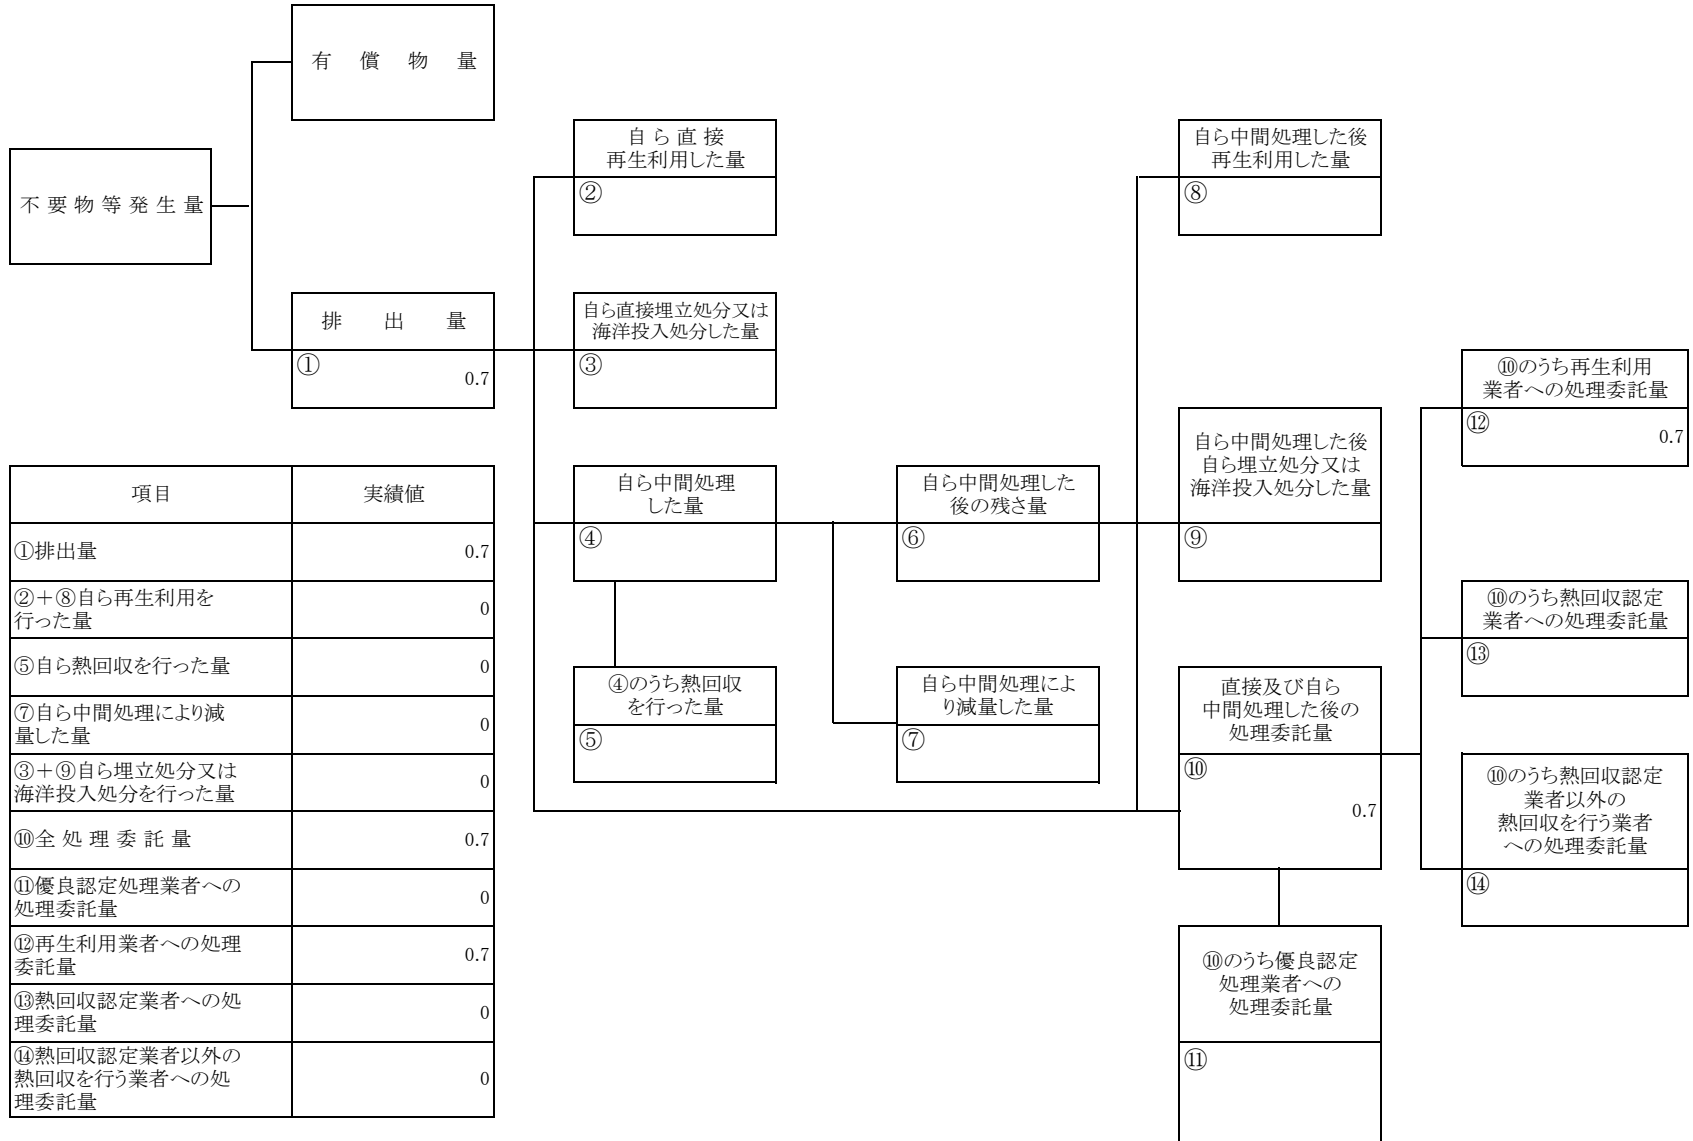 有償物量
不要物等発生量
排出量
①
0.7
自ら直接
再生利用した量
②
自ら直接埋立処分又は
海洋投入処分した量
③
自ら中間処理
した量
④
④のうち熱回収
を行った量
⑤
自ら中間処理した
後の残さ量
⑥
自ら中間処理によ
り減量した量
⑦
自ら中間処理した後
再生利用した量
⑧
自ら中間処理した後
自ら埋立処分又は
海洋投入処分した量
⑨
直接及び自ら
中間処理した後の
処理委託量
⑩
0.7
⑩のうち優良認定
処理業者への
処理委託量
⑪
⑩のうち再生利用
業者への処理委託量
⑫
0.7
⑩のうち熱回収認定
業者への処理委託量
⑬
⑩のうち熱回収認定
業者以外の
熱回収を行う業者
への処理委託量
⑭
項目 実績値
①排出量 0.7
②+⑧自ら再生利用を
行った量 0
⑤自ら熱回収を行った量 0
⑦自ら中間処理により減
量した量 0
③+⑨自ら埋立処分又は
海洋投入処分を行った量 0
⑩全処理委託量 0.7
⑪優良認定処理業者への
処理委託量 0
⑫再生利用業者への処理
委託量 0.7
⑬熱回収認定業者への処
理委託量 0
⑭熱回収認定業者以外の
熱回収を行う業者への処
理委託量 0